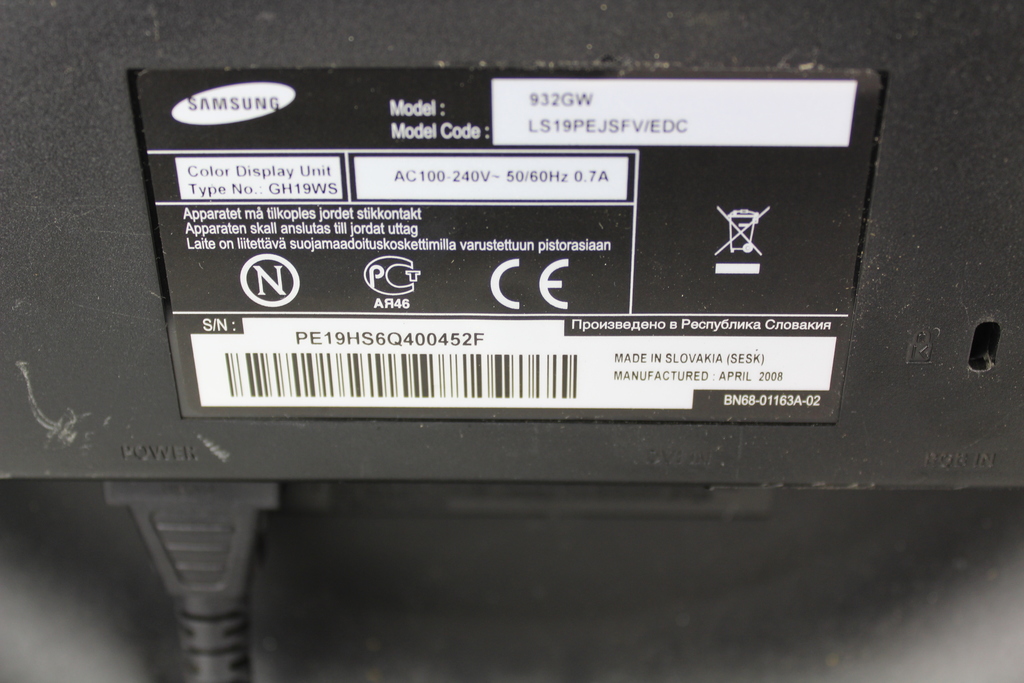 SAMSUNG
Model : 932GW
Model Code : LS19PEJSFV/EDC
Color Display Unit
Type No.: GH19WS
AC100-240V~ 50/60Hz 0.7A
Apparatet må tilkoples jordet stikkontakt
Apparaten skall anslutas till jordat uttag
Laite on liitettävä suojamaadoituskoskettimilla varustettuun pistorasiaan
N
РСТ
АЯ46
CE
S/N :
PE19HS6Q400452F
Произведено в Республика Словакия
MADE IN SLOVAKIA (SESK)
MANUFACTURED : APRIL 2008
BN68-01163A-02
POWER